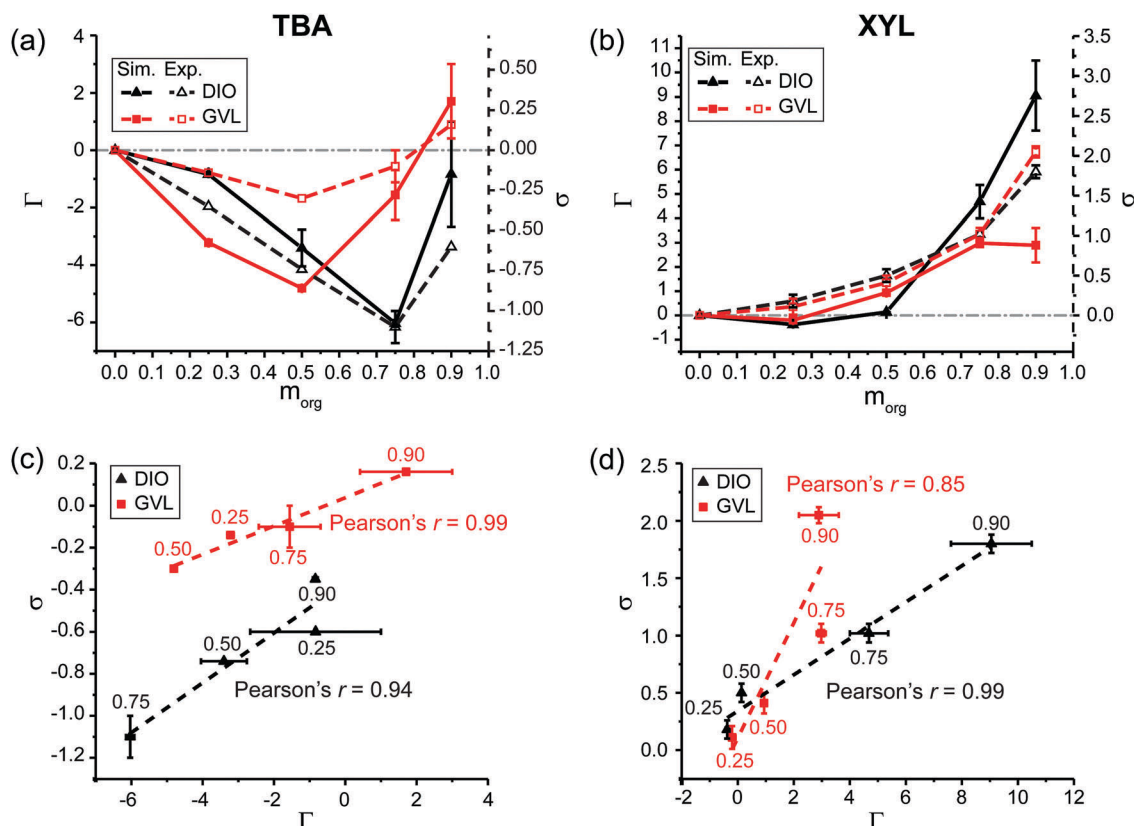 TBA
XYL
(a)
(b)
Sim. Exp.
DIO
GVL
4
2
0
-2
-4
-6
Γ
0.50
0.25
0.00
-0.25
-0.50
-0.75
-1.00
-1.25
σ
0.0 0.1 0.2 0.3 0.4 0.5 0.6 0.7 0.8 0.9 1.0
m_org
Sim. Exp.
DIO
GVL
11
10
9
8
7
6
5
4
3
2
1
0
-1
Γ
3.5
3.0
2.5
2.0
1.5
1.0
0.5
0.0
σ
0.0 0.1 0.2 0.3 0.4 0.5 0.6 0.7 0.8 0.9 1.0
m_org
(c)
(d)
DIO
GVL
0.2
0.0
-0.2
-0.4
-0.6
-0.8
-1.0
-1.2
σ
0.90
0.25
0.50
0.75
Pearson's r = 0.99
0.90
0.50
0.25
0.75
Pearson's r = 0.94
-6 -4 -2 0 2 4
Γ
DIO
GVL
2.5
2.0
1.5
1.0
0.5
0.0
σ
Pearson's r = 0.85
0.90
0.90
0.75
0.75
0.50
0.25
0.50
0.25
Pearson's r = 0.99
-2 0 2 4 6 8 10 12
Γ